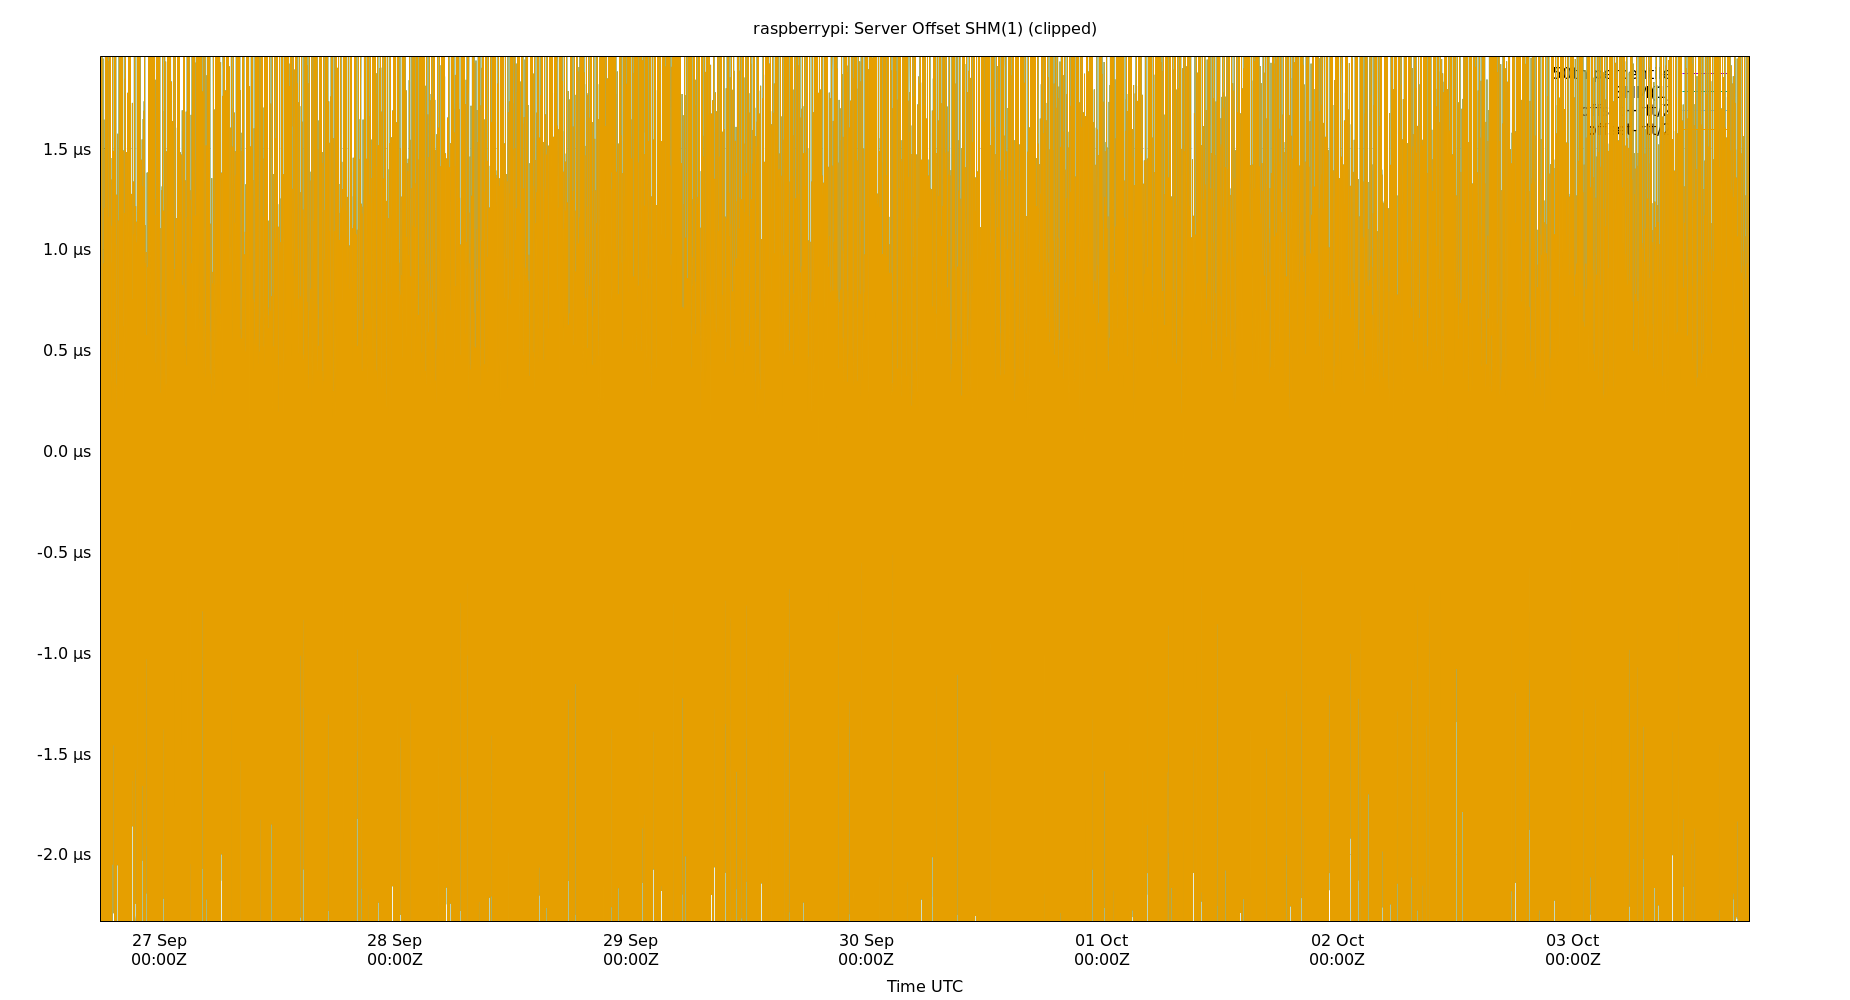 raspberrypi: Server Offset SHM(1) (clipped)
1.5 µs
1.0 µs
0.5 µs
0.0 µs
-0.5 µs
-1.0 µs
-1.5 µs
-2.0 µs
27 Sep 28 Sep 29 Sep 30 Sep 01 Oct 02 Oct 03 Oct
00:00Z 00:00Z 00:00Z 00:00Z 00:00Z 00:00Z 00:00Z
Time UTC